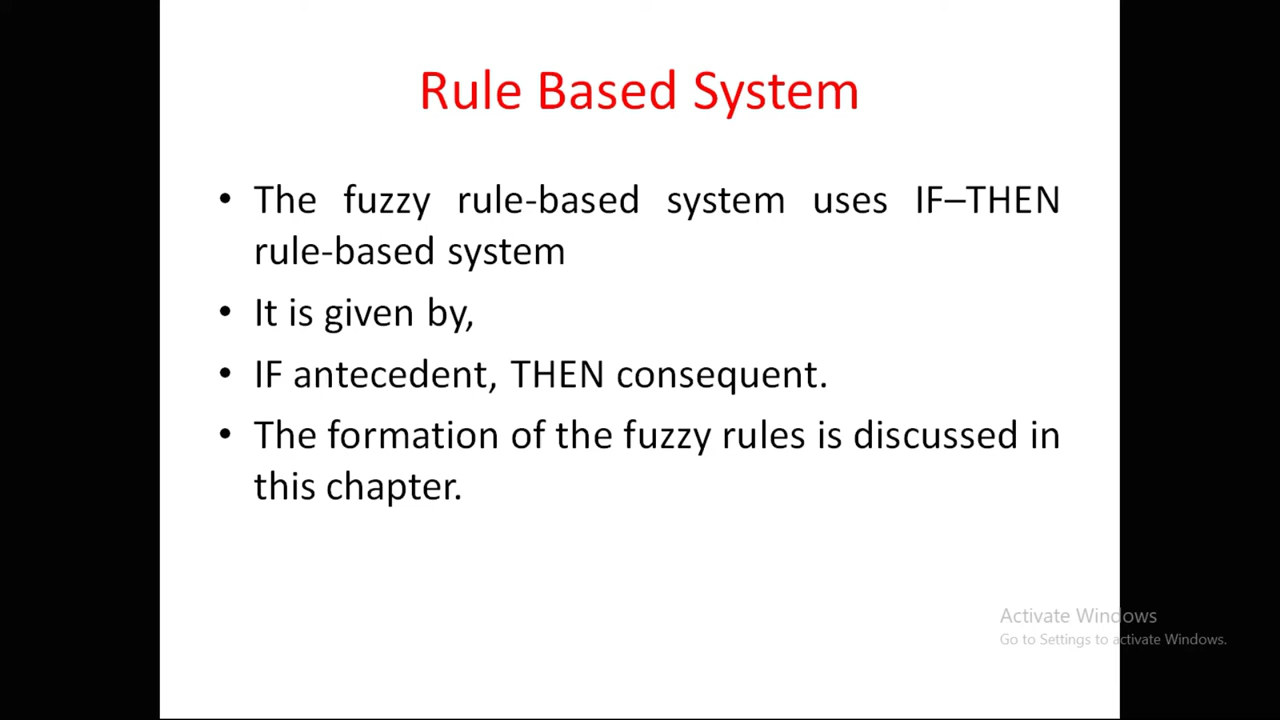 Rule Based System
• The fuzzy rule-based system uses IF–THEN
rule-based system
• It is given by,
• IF antecedent, THEN consequent.
• The formation of the fuzzy rules is discussed in
this chapter.
Activate Windows
Go to Settings to activate Windows.